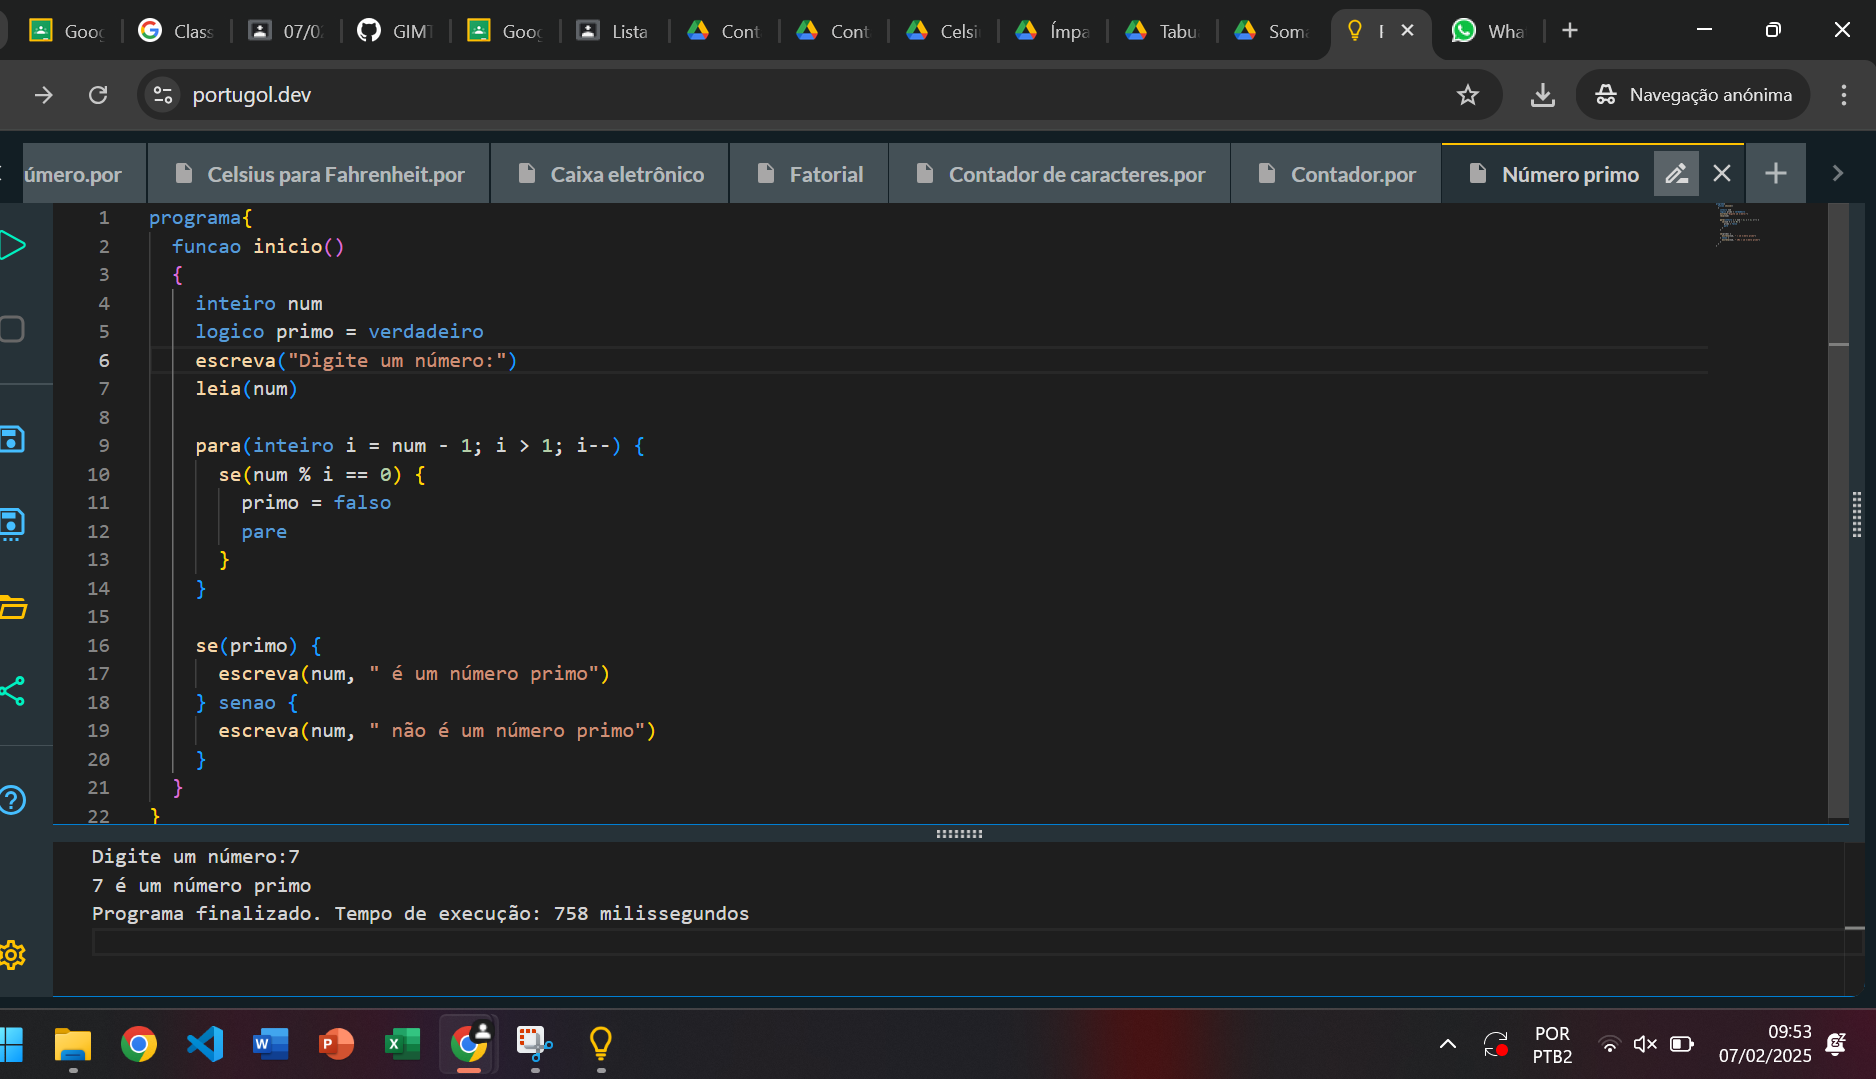 Goo
Class
07/0
GIM
Goo
Lista
Cont
Cont
Celsi
Ímpa
Tabu
Som
Wha
portugol.dev
Navegação anónima
úmero.por
Celsius para Fahrenheit.por
Caixa eletrônico
Fatorial
Contador de caracteres.por
Contador.por
Número primo
1 programa{
2 funcao inicio()
3 {
4 inteiro num
5 logico primo = verdadeiro
6 escreva("Digite um número:")
7 leia(num)
8
9 para(inteiro i = num - 1; i > 1; i--) {
10 se(num % i == 0) {
11 primo = falso
12 pare
13 }
14 }
15
16 se(primo) {
17 escreva(num, " é um número primo")
18 } senao {
19 escreva(num, " não é um número primo")
20 }
21 }
22 }
Digite um número:7
7 é um número primo
Programa finalizado. Tempo de execução: 758 milissegundos
POR
PTB2
09:53
07/02/2025